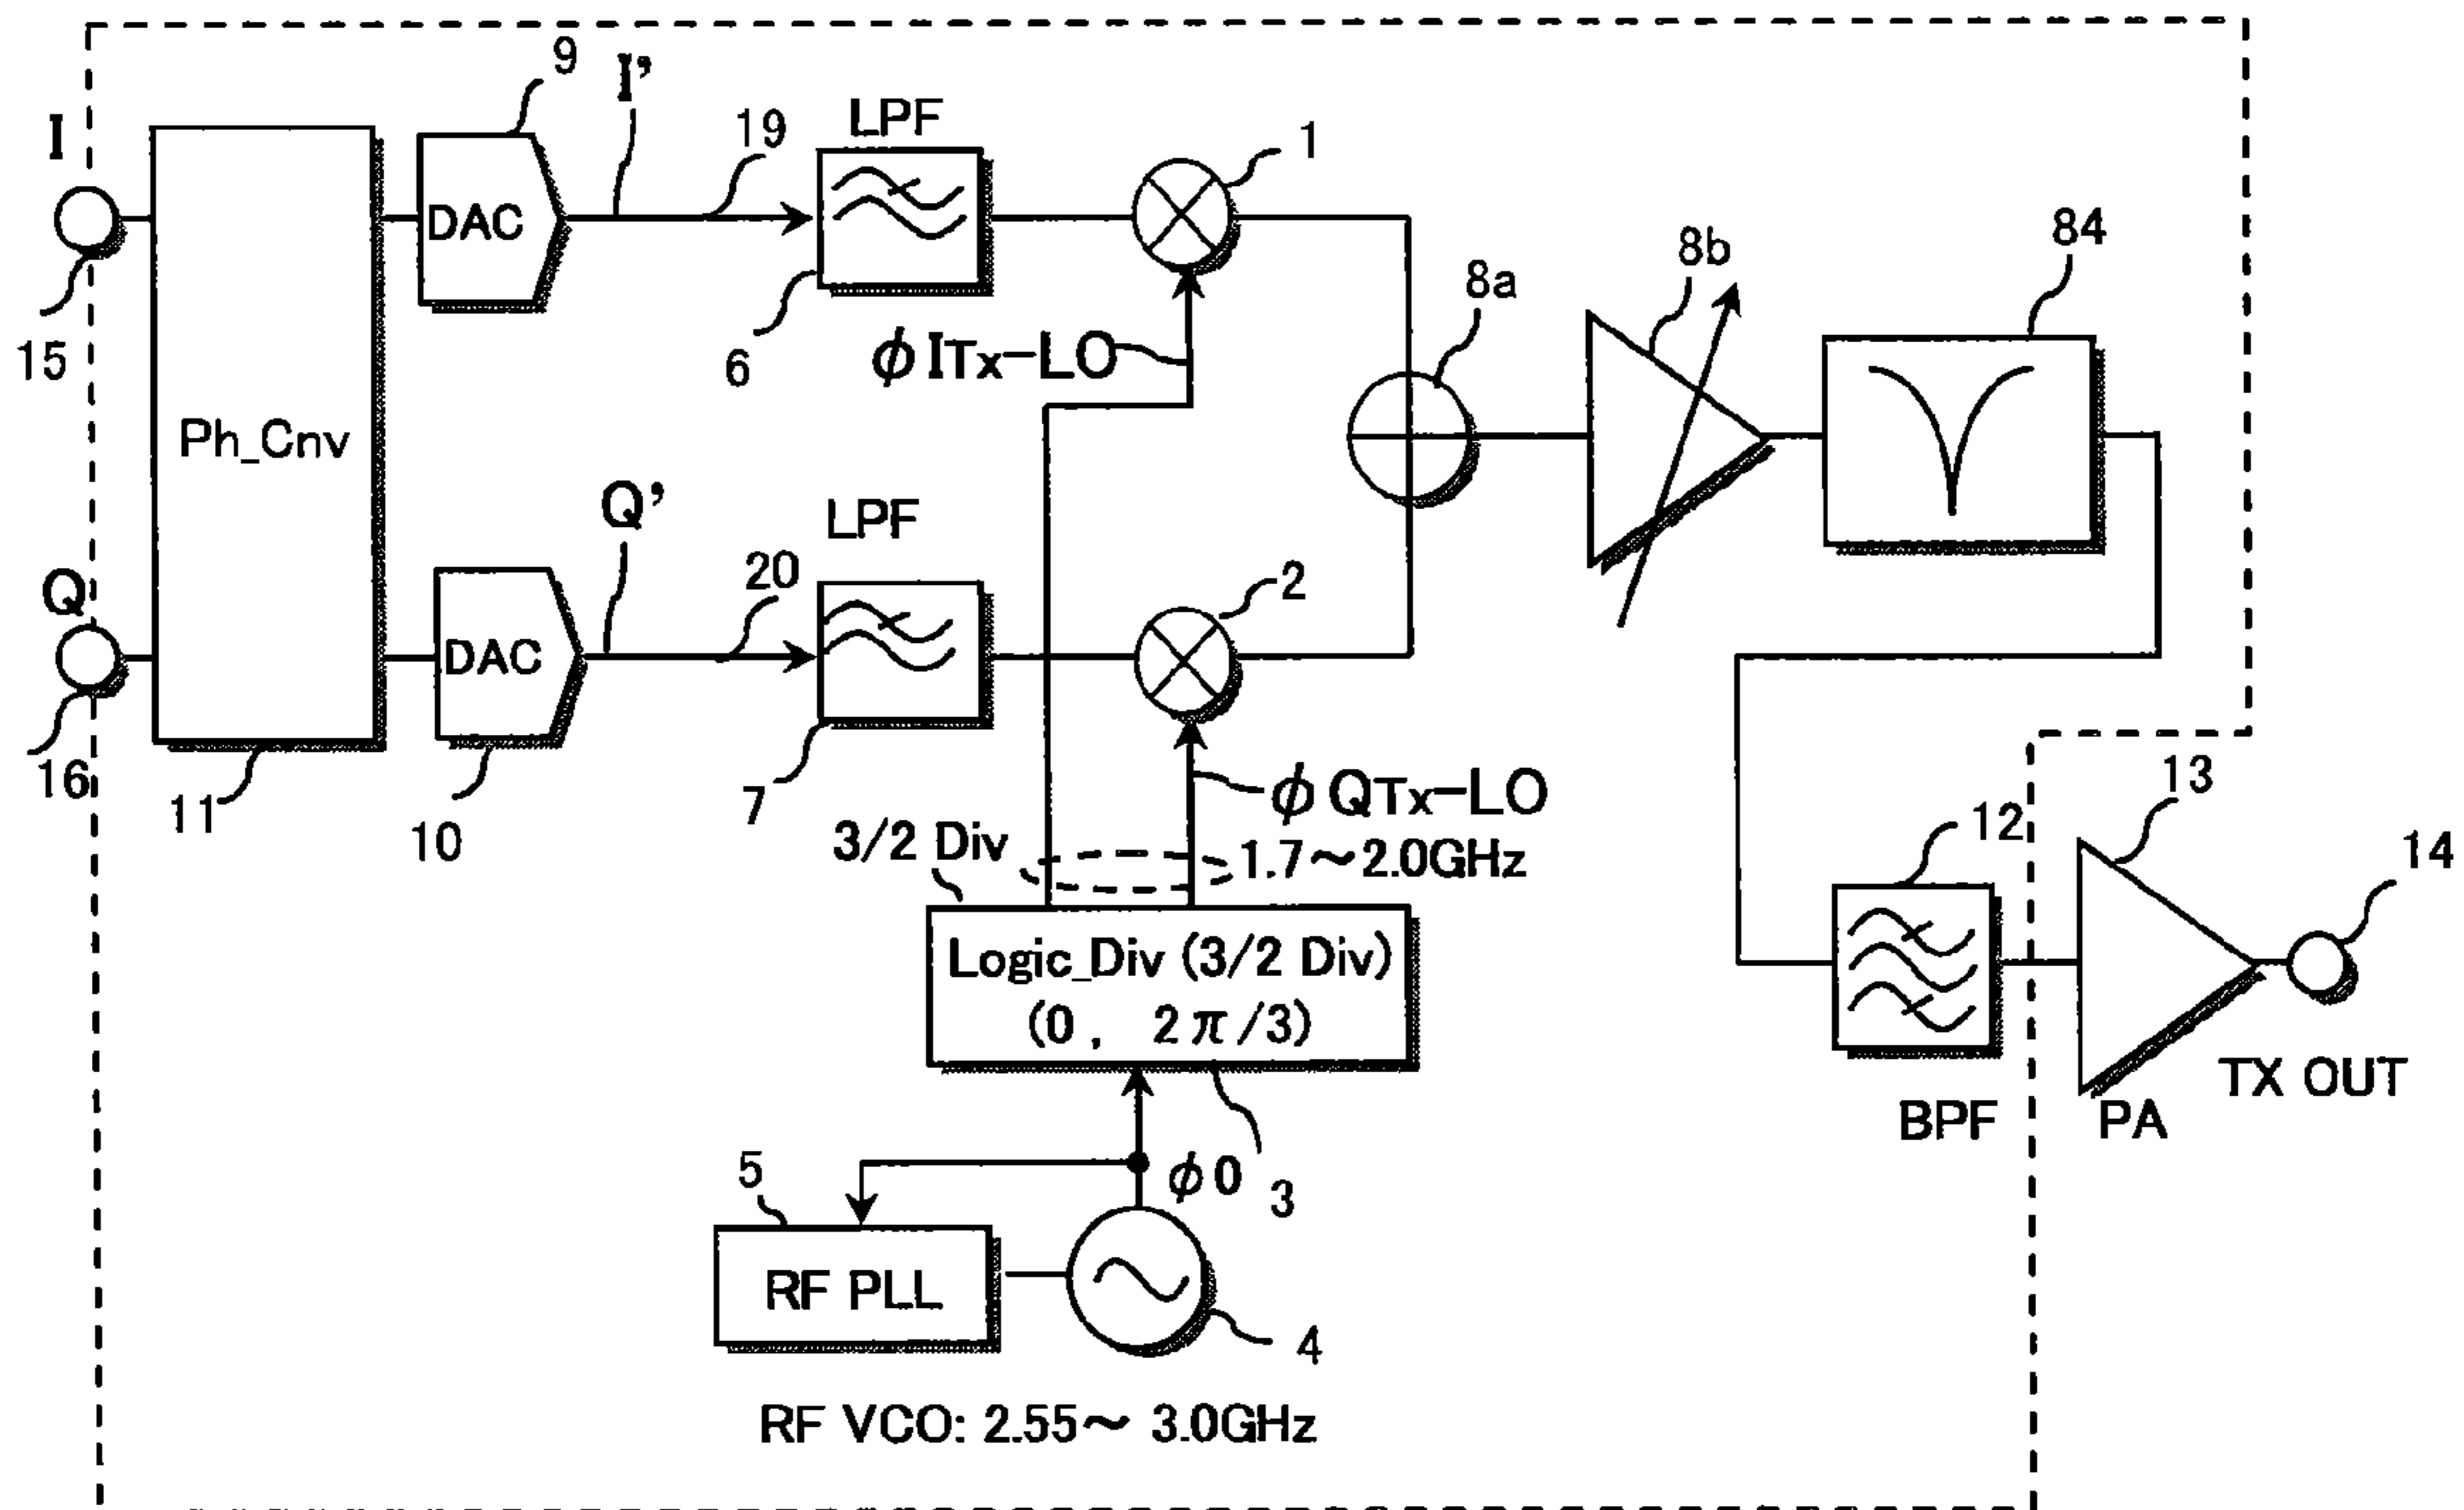 9
I'
19
LPF
1
I
DAC
84
8b
8a
15
6
φ ITx-LO
Ph_Cnv
Q'
LPF
Q
20
2
DAC
16
11
10
7
φ QTx-LO
13
3/2 Div
1.7～2.0GHz
12
14
Logic_Div (3/2 Div)
(0 , 2π/3)
TX OUT
BPF
PA
5
φ0
3
RF PLL
4
RF VCO: 2.55～ 3.0GHz